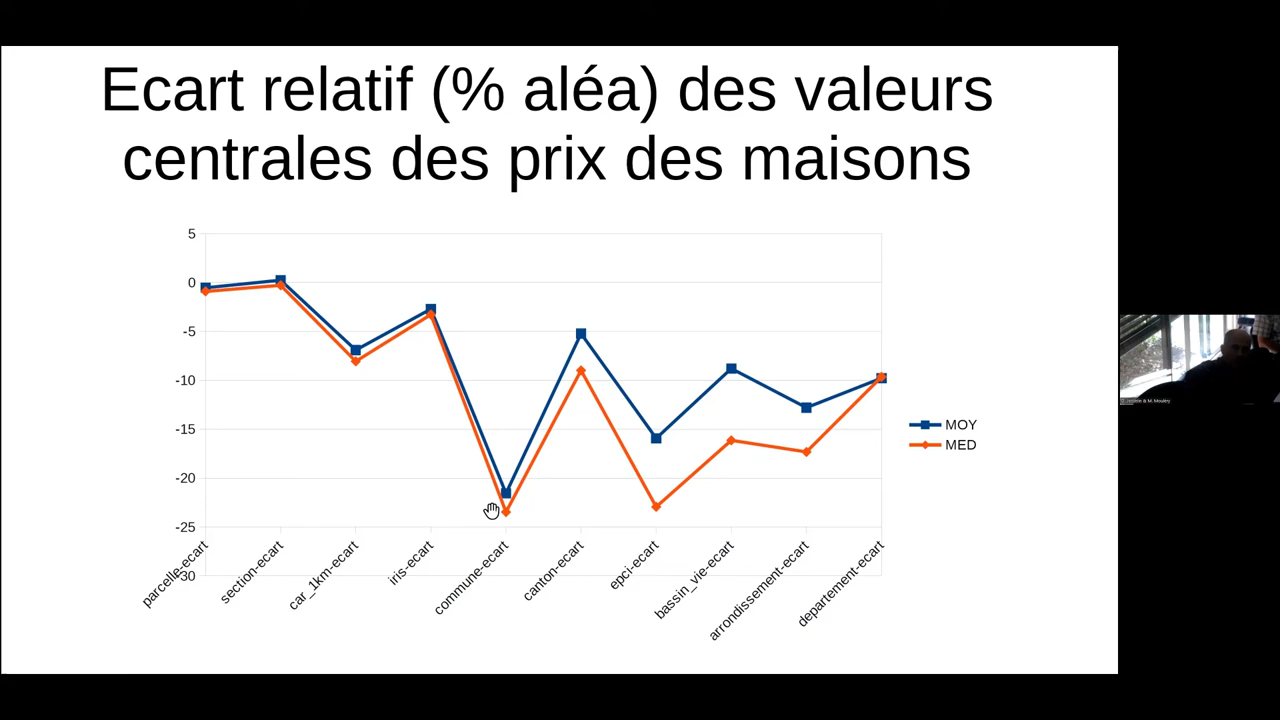 Ecart relatif (% aléa) des valeurs
centrales des prix des maisons
5
0
-5
-10
-15
-20
-25
-30
parcelle-ecart
section-ecart
car_1km-ecart
iris-ecart
commune-ecart
canton-ecart
epci-ecart
bassin_vie-ecart
arrondissement-ecart
departement-ecart
MOY
MED
& M. Mouléry